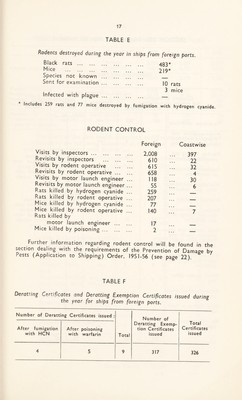 17
TABLE E
Rodents destroyed during the year in ships from foreign ports.
Black rats ... ... ... ... ... 483*
Mice ... ... ... ... ... ... 219*
Species not known ... ... ... —
Sent for examination ... ... ... 10 rats
3 mice
Infected with plague ... ... ... —
* Includes 259 rats and 77 mice destroyed by fumigation with hydrogen cyanide.
RODENT CONTROL
Foreign Coastwise
Visits by inspectors ... ... ... 2,008 ... 397
Revisits by inspectors ... ... 610 ... 22
Visits by rodent operative ... ... 615 ... 32
Revisits by rodent operative ... ... 658 ... 4
Visits by motor launch engineer ... 118 ... 30
Revisits by motor launch engineer ... 55 ... 6
Rats killed by hydrogen cyanide ... 259 ... —
Rats killed by rodent operative ... 207 ... —
Mice killed by hydrogen cyanide ... 77 ... —
Mice killed by rodent operative ... 140 ... 7
Rats killed by
motor launch engineer ... 17 ... —
Mice killed by poisoning ... ... 2 ... —
Further information regarding rodent control will be found in the
section dealing with the requirements of the Prevention of Damage by
Pests (Application to Shipping) Order, 1951-56 (see page 22).
TABLE F
Deratting Certificates and Deratting Exemption Certificates issued during
the year for ships from foreign ports.
Number of Deratting Certificates issued
After fumigation with HCN
After poisoning with warfarin
Total
Number of Deratting Exemption Certificates issued
Total Certificates issued
4 5 9 317 326